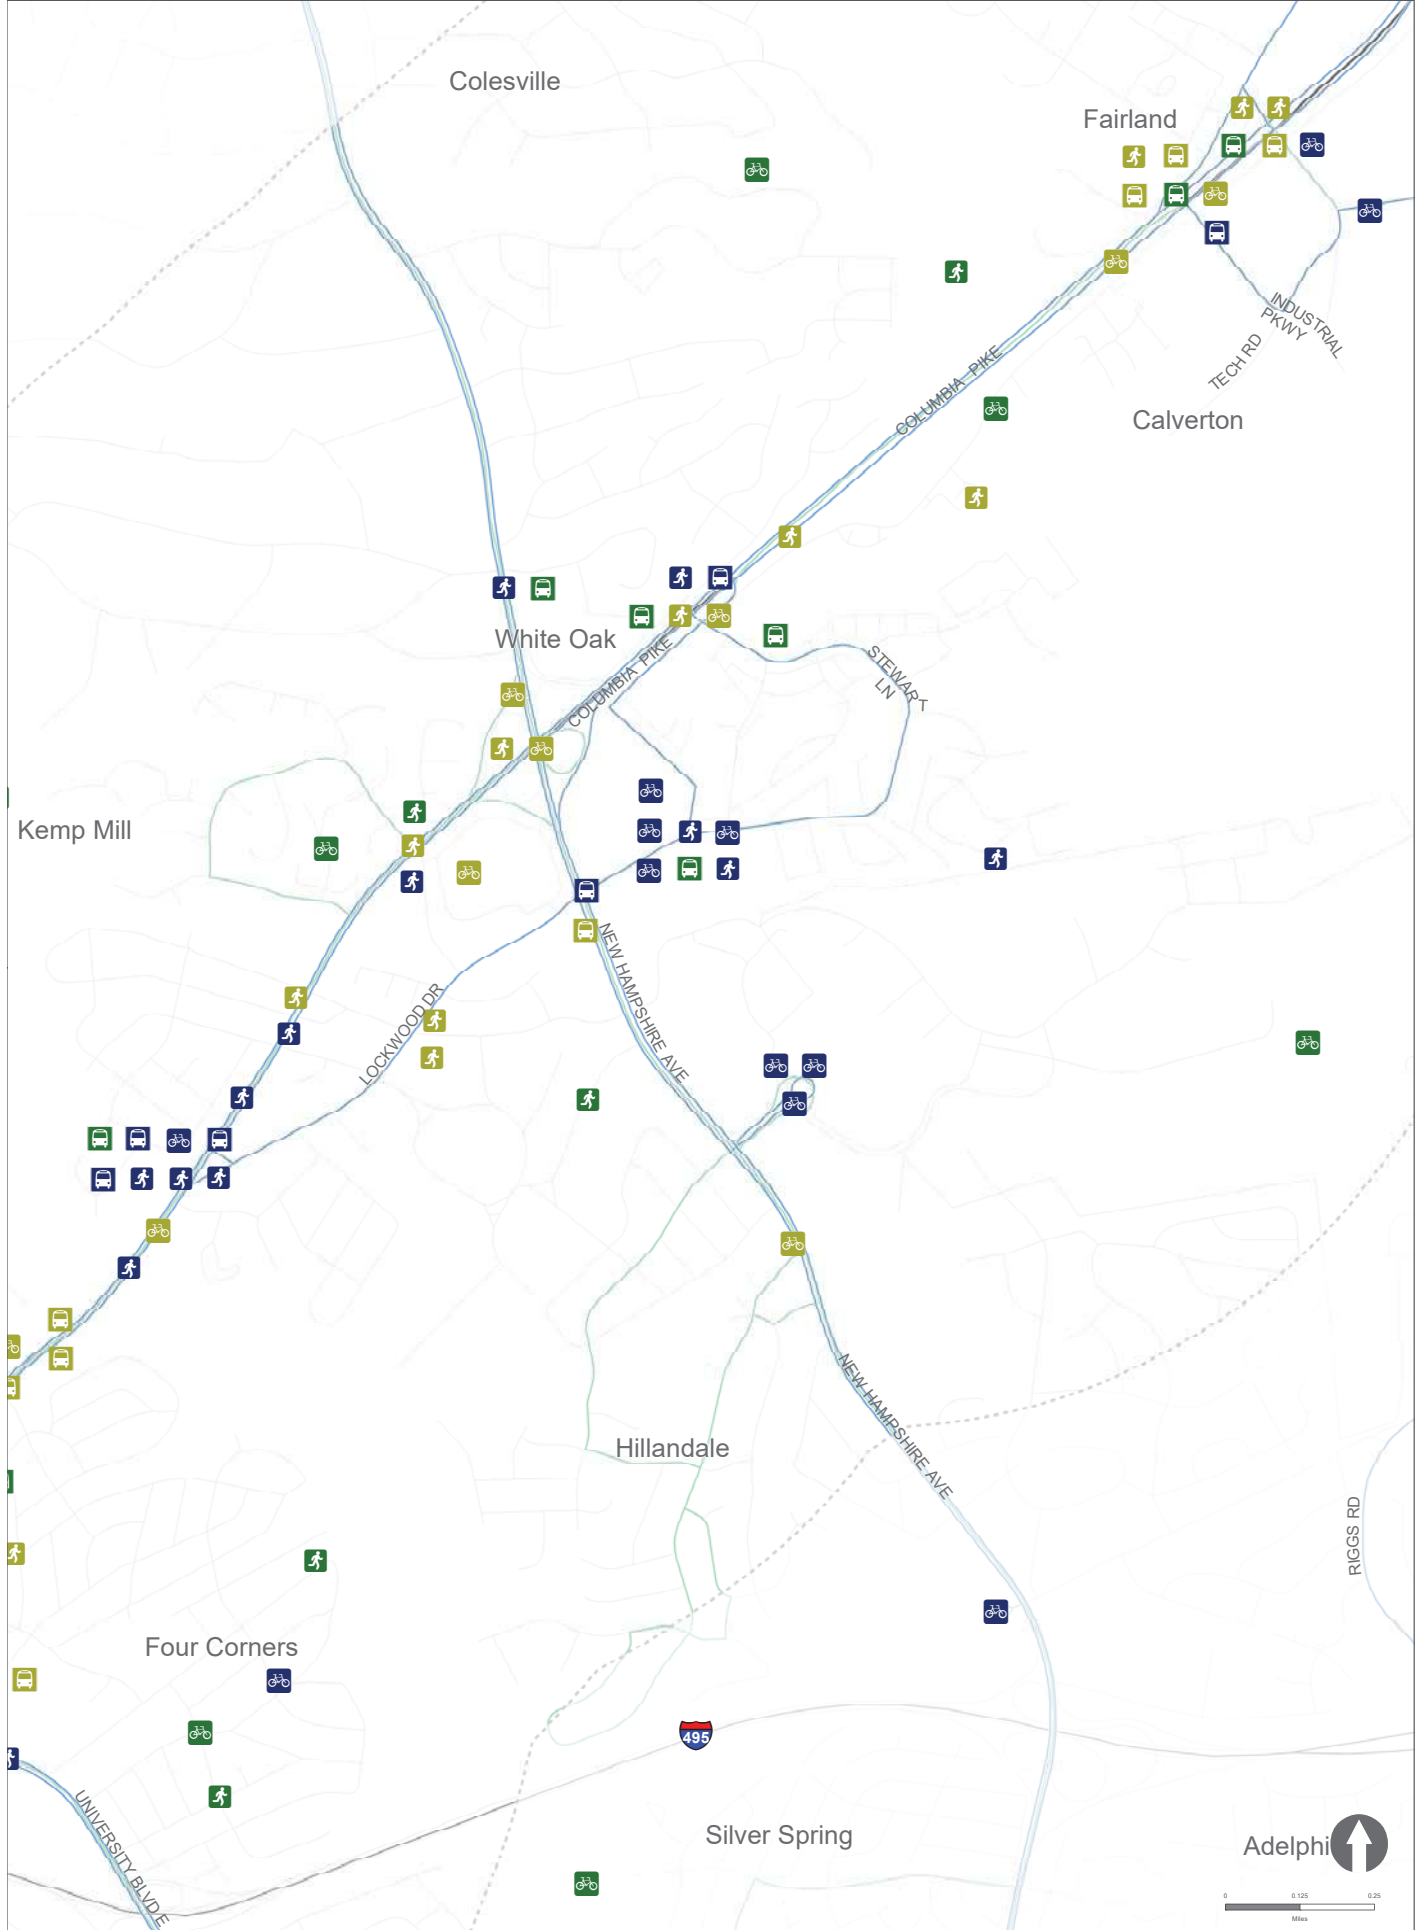 Colesville
Fairland
INDUSTRIAL
PKWY
TECH RD
COLUMBIA PIKE
Calverton
White Oak
COLUMBIA PIKE
STEWART
LN
Kemp Mill
NEW HAMPSHIRE AVE
LOCKWOOD DR
NEW HAMPSHIRE AVE
Hillandale
RIGGS RD
Four Corners
495
UNIVERSITY BLVD E
Silver Spring
Adelphi
0 0.125 0.25
Miles